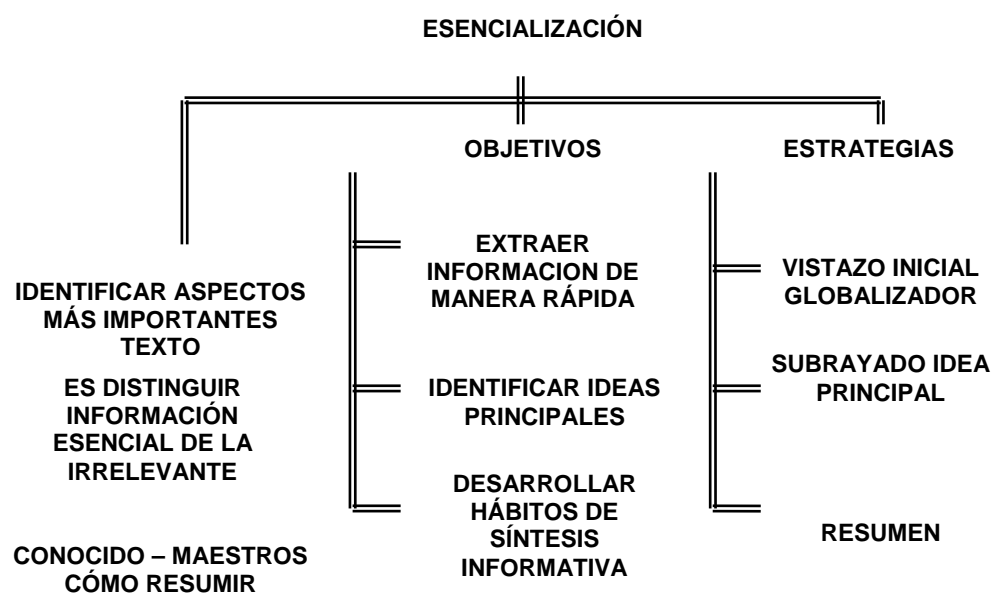 ESENCIALIZACIÓN
IDENTIFICAR ASPECTOS
MÁS IMPORTANTES
TEXTO
ES DISTINGUIR
INFORMACIÓN
ESENCIAL DE LA
IRRELEVANTE
CONOCIDO – MAESTROS
CÓMO RESUMIR
OBJETIVOS
EXTRAER
INFORMACION DE
MANERA RÁPIDA
IDENTIFICAR IDEAS
PRINCIPALES
DESARROLLAR
HÁBITOS DE
SÍNTESIS
INFORMATIVA
ESTRATEGIAS
VISTAZO INICIAL
GLOBALIZADOR
SUBRAYADO IDEA
PRINCIPAL
RESUMEN